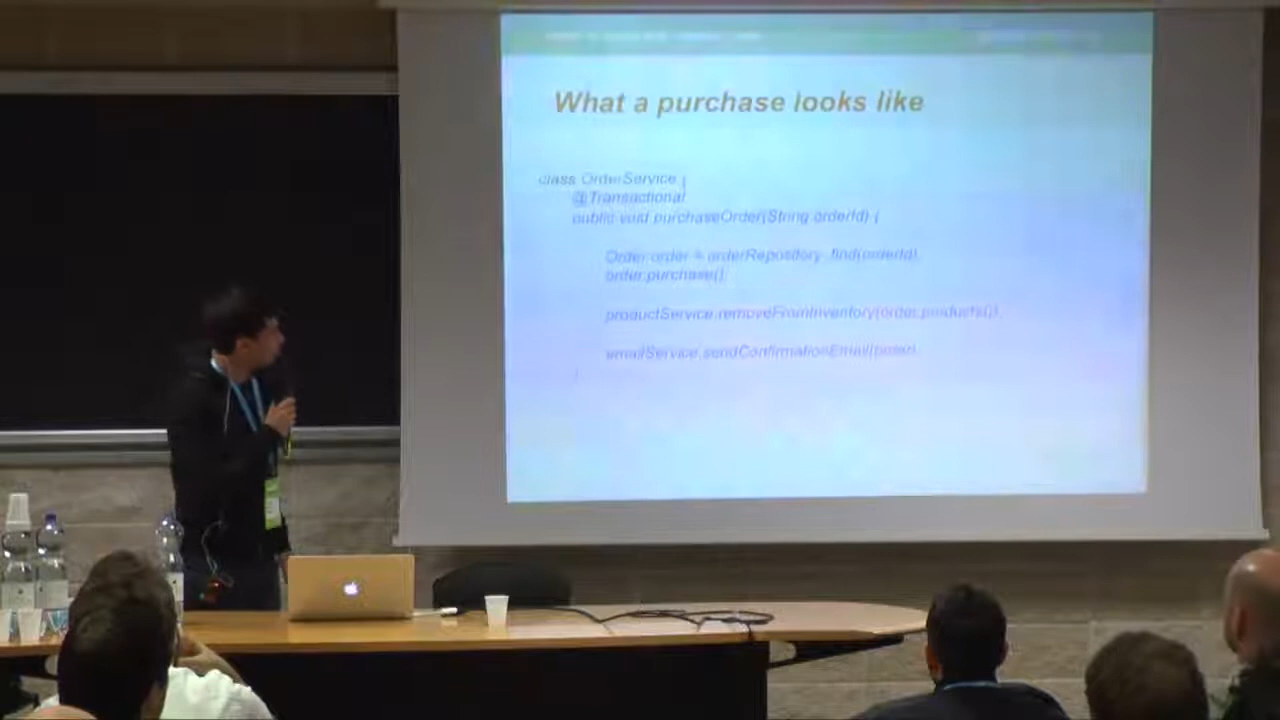 What a purchase looks like
class OrderService {
@Transactional
public void purchaseOrder(String orderId) {
Order order = orderRepository .find(orderId)
order.purchase()
productService.removeFromInventory(order.products())
emailService.sendConfirmationEmail(order)